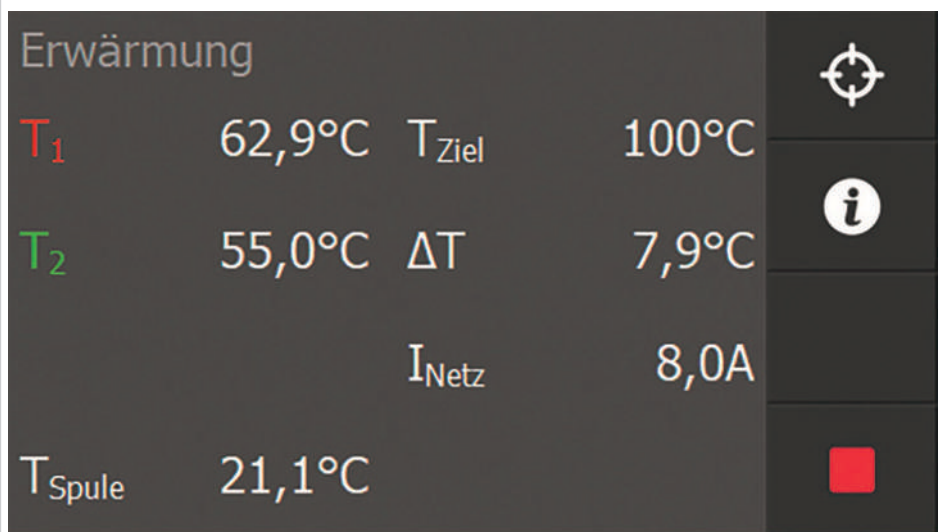 Erwärmung
T1 62,9°C TZiel 100°C
T2 55,0°C ΔT 7,9°C
INetz 8,0A
TSpule 21,1°C